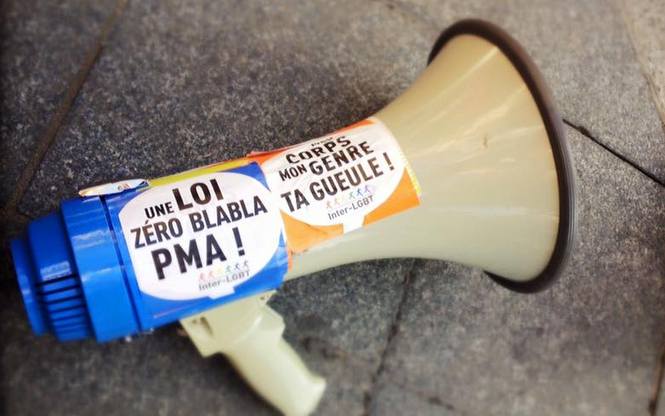 UNE LOI
ZÉRO BLABLA
PMA !
Inter-LGBT
CORPS
MON GENRE
TA GUEULE !
Inter-LGBT